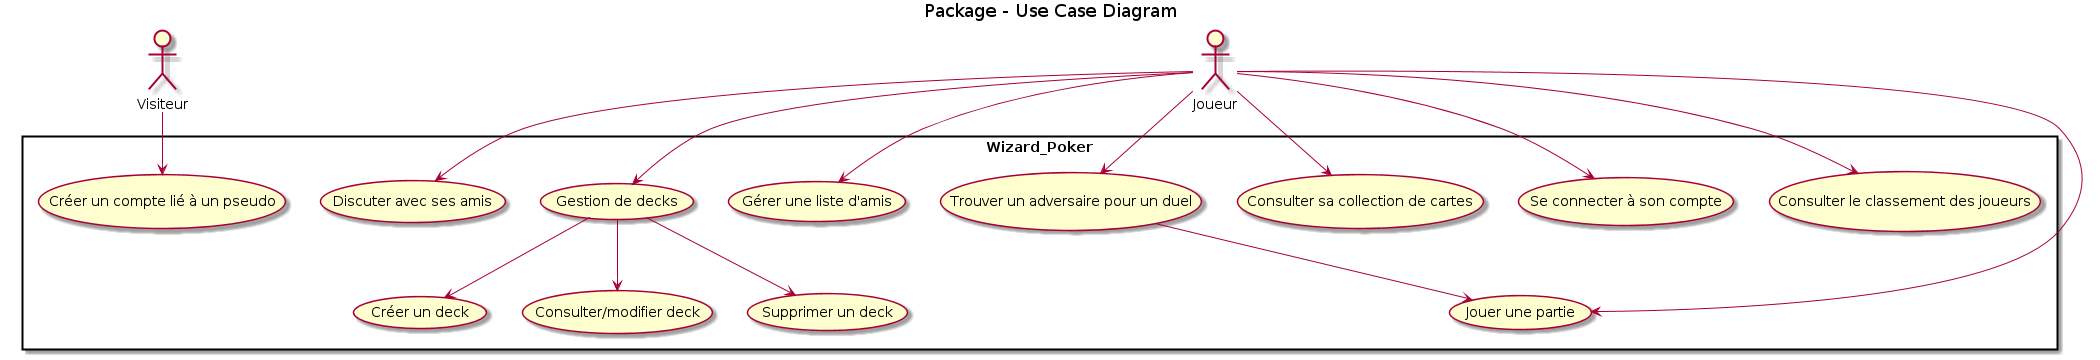 Package - Use Case Diagram
Visiteur
Joueur
Wizard_Poker
Créer un compte lié à un pseudo
Discuter avec ses amis
Gestion de decks
Gérer une liste d'amis
Trouver un adversaire pour un duel
Consulter sa collection de cartes
Se connecter à son compte
Consulter le classement des joueurs
Créer un deck
Consulter/modifier deck
Supprimer un deck
Jouer une partie